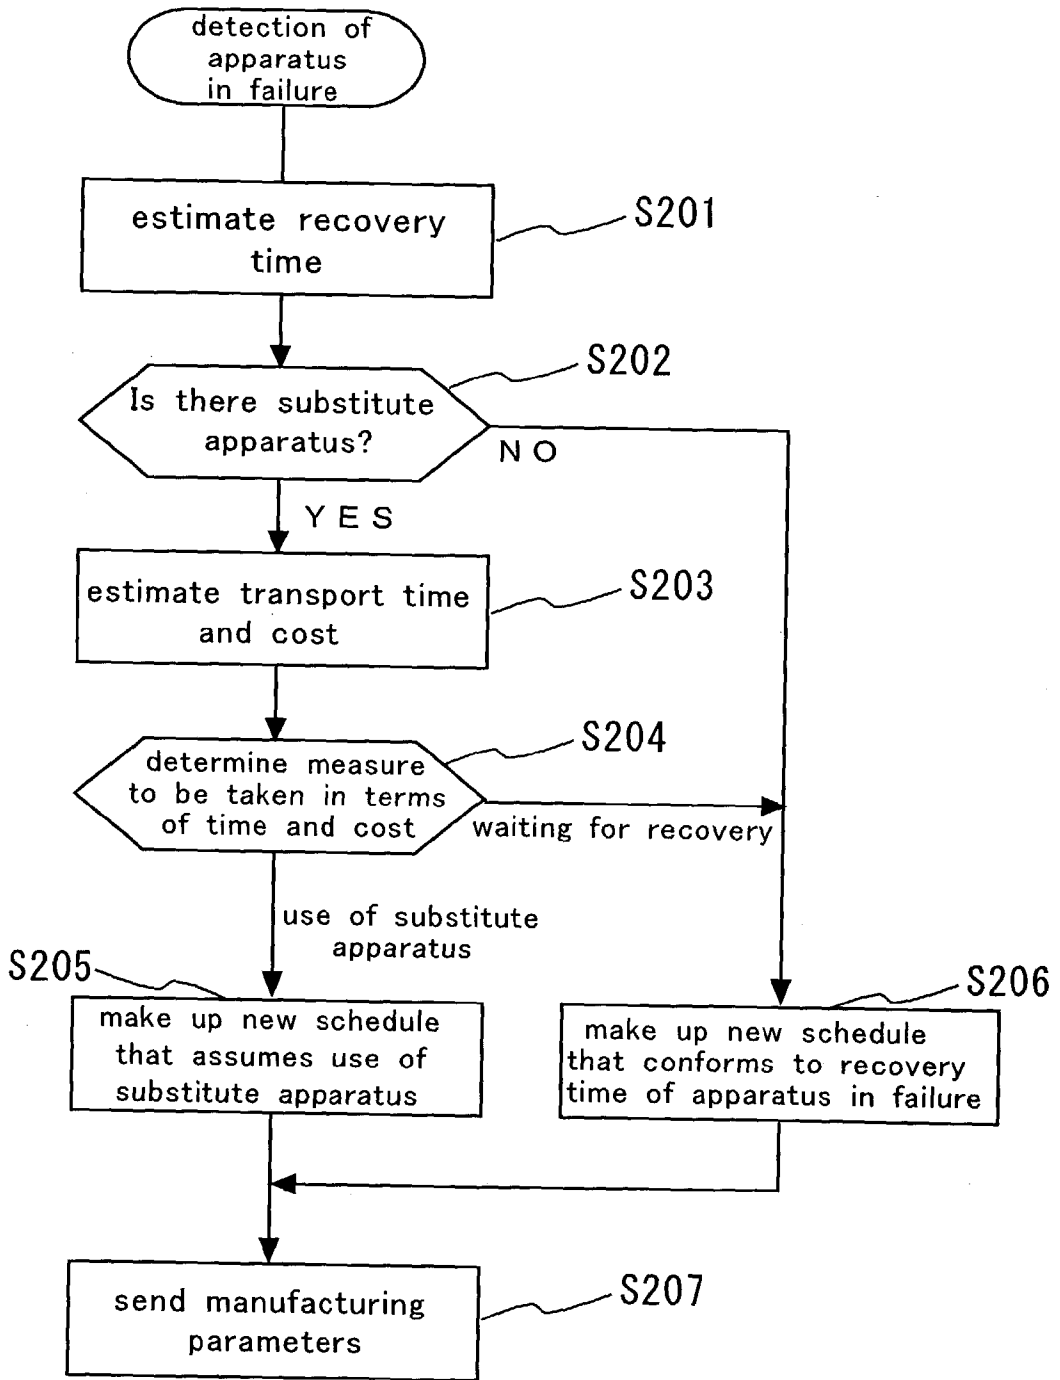 detection of
apparatus
in failure
estimate recovery
time
S201
Is there substitute
apparatus?
S202
NO
YES
estimate transport time
and cost
S203
determine measure
to be taken in terms
of time and cost
S204
waiting for recovery
use of substitute
apparatus
S205
make up new schedule
that assumes use of
substitute apparatus
S206
make up new schedule
that conforms to recovery
time of apparatus in failure
send manufacturing
parameters
S207